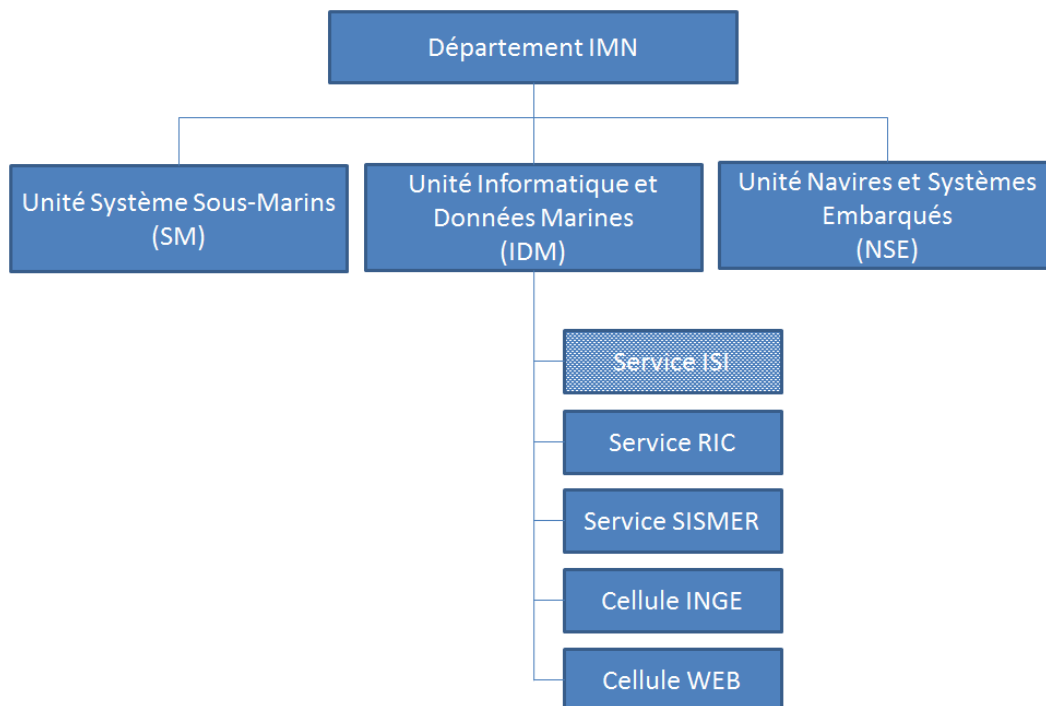 Département IMN
Unité Système Sous-Marins
(SM)
Unité Informatique et
Données Marines
(IDM)
Unité Navires et Systèmes
Embarqués
(NSE)
Service ISI
Service RIC
Service SISMER
Cellule INGE
Cellule WEB